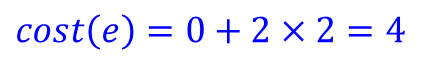 cost(e) = 0 + 2 × 2 = 4